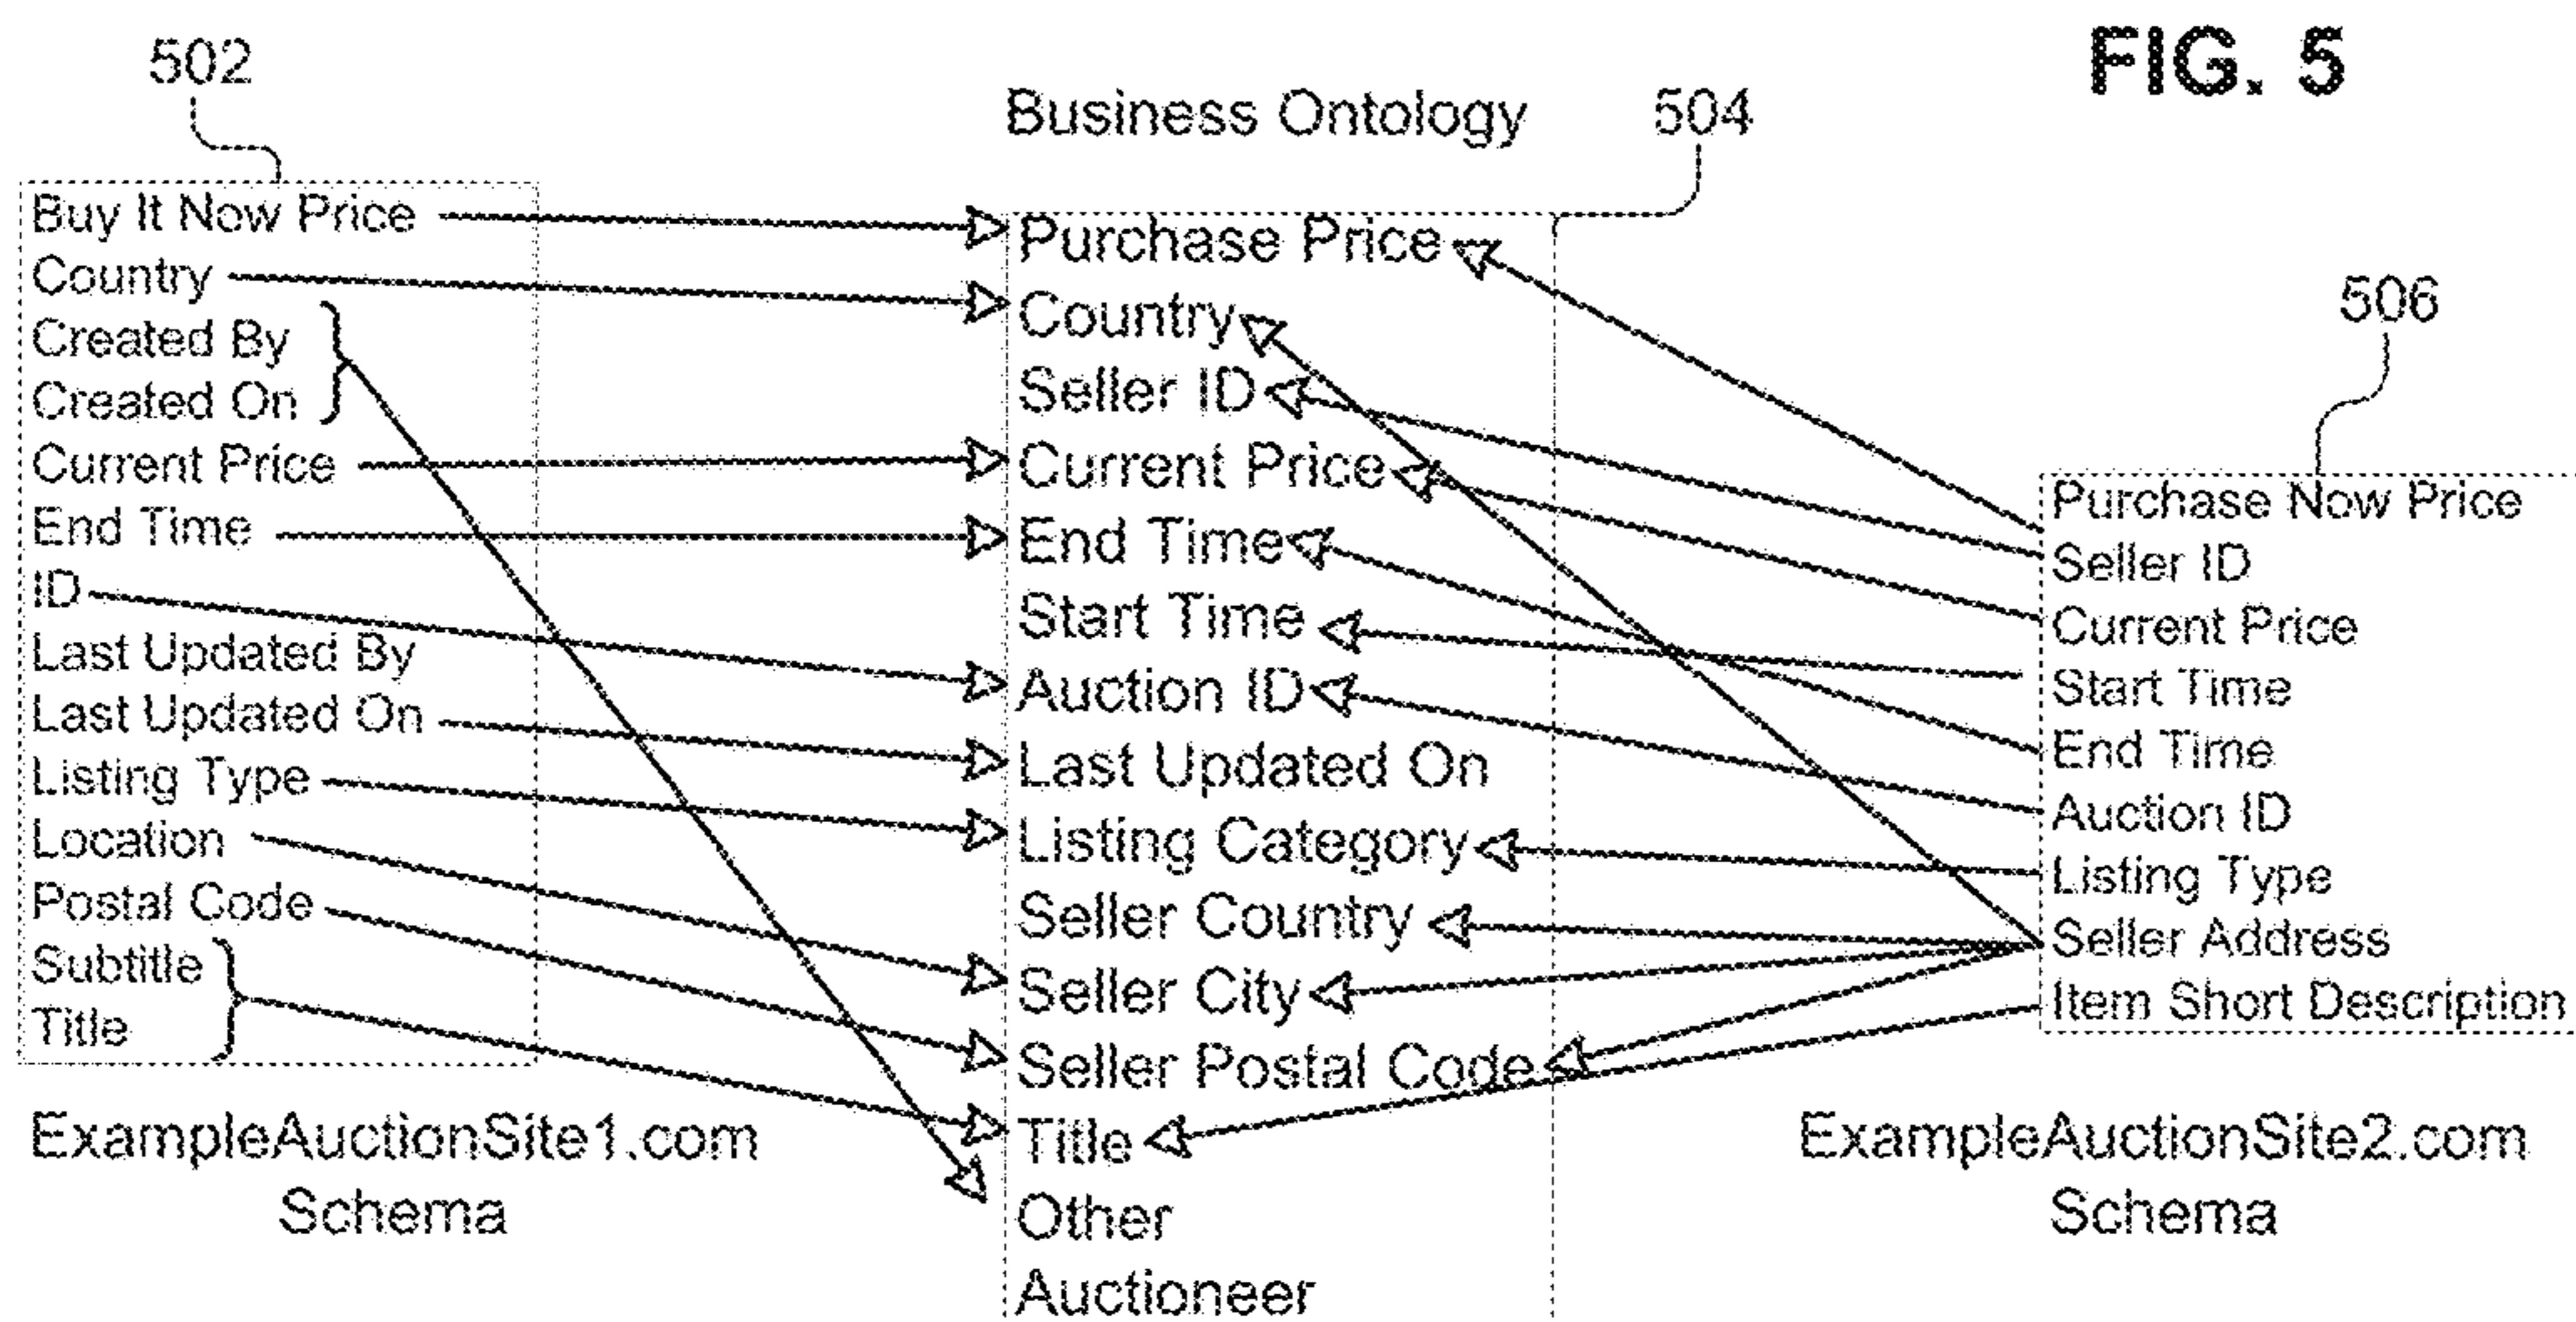 FIG. 5
502
Business Ontology
504
506
Buy It Now Price
Country
Created By
Created On
Current Price
End Time
ID
Last Updated By
Last Updated On
Listing Type
Location
Postal Code
Subtitle
Title
ExampleAuctionSite1.com
Schema
Purchase Price
Country
Seller ID
Current Price
End Time
Start Time
Auction ID
Last Updated On
Listing Category
Seller Country
Seller City
Seller Postal Code
Title
Other
Auctioneer
Purchase Now Price
Seller ID
Current Price
Start Time
End Time
Auction ID
Listing Type
Seller Address
Item Short Description
ExampleAuctionSite2.com
Schema